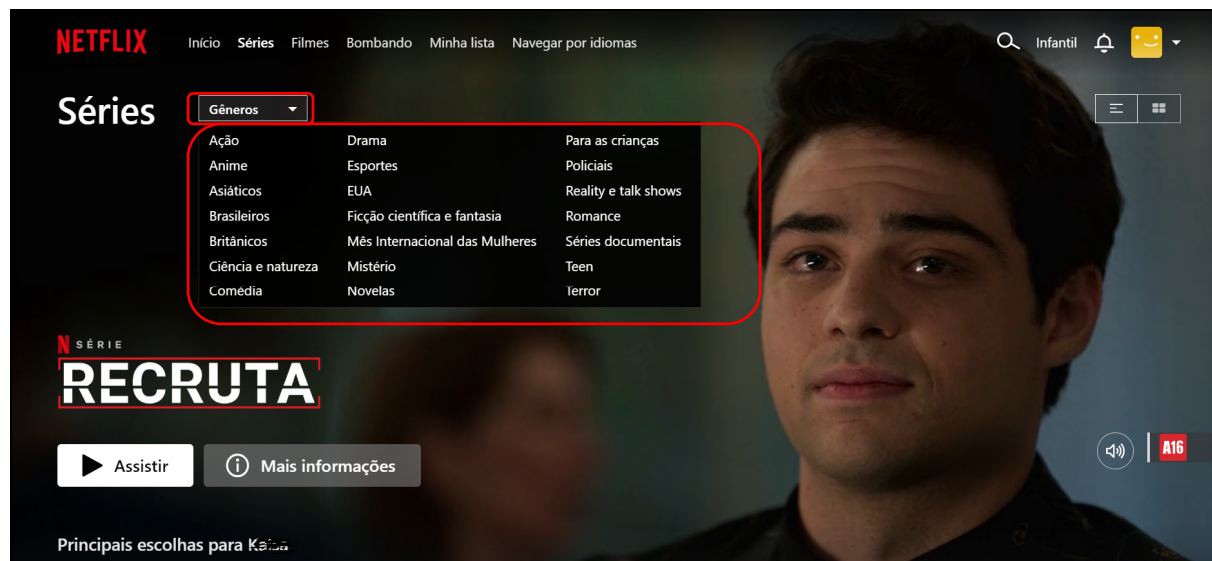 NETFLIX Início Séries Filmes Bombando Minha lista Navegar por idiomas Infantil
Séries Gêneros
Ação Drama Para as crianças
Anime Esportes Policiais
Asiáticos EUA Reality e talk shows
Brasileiros Ficção científica e fantasia Romance
Britânicos Mês Internacional das Mulheres Séries documentais
Ciência e natureza Mistério Teen
Comédia Novelas Terror
N SÉRIE
RECRUTA
Assistir Mais informações A16
Principais escolhas para